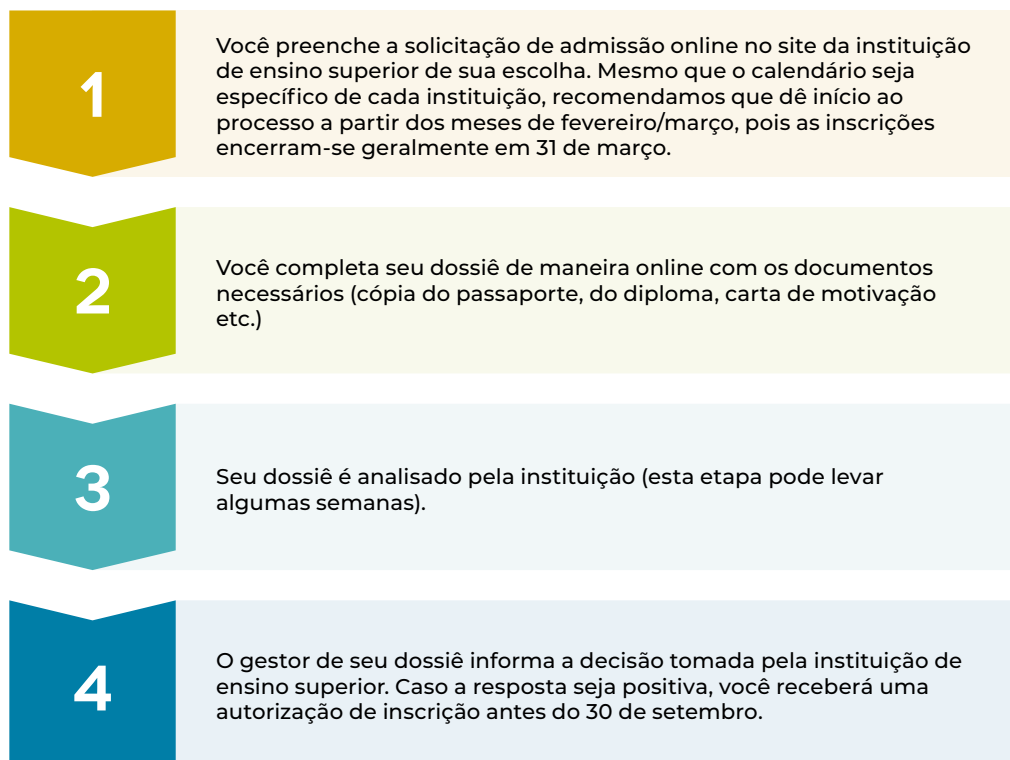 1
Você preenche a solicitação de admissão online no site da instituição
de ensino superior de sua escolha. Mesmo que o calendário seja
específico de cada instituição, recomendamos que dê início ao
processo a partir dos meses de fevereiro/março, pois as inscrições
encerram-se geralmente em 31 de março.
2
Você completa seu dossiê de maneira online com os documentos
necessários (cópia do passaporte, do diploma, carta de motivação
etc.)
3
Seu dossiê é analisado pela instituição (esta etapa pode levar
algumas semanas).
4
O gestor de seu dossiê informa a decisão tomada pela instituição de
ensino superior. Caso a resposta seja positiva, você receberá uma
autorização de inscrição antes do 30 de setembro.